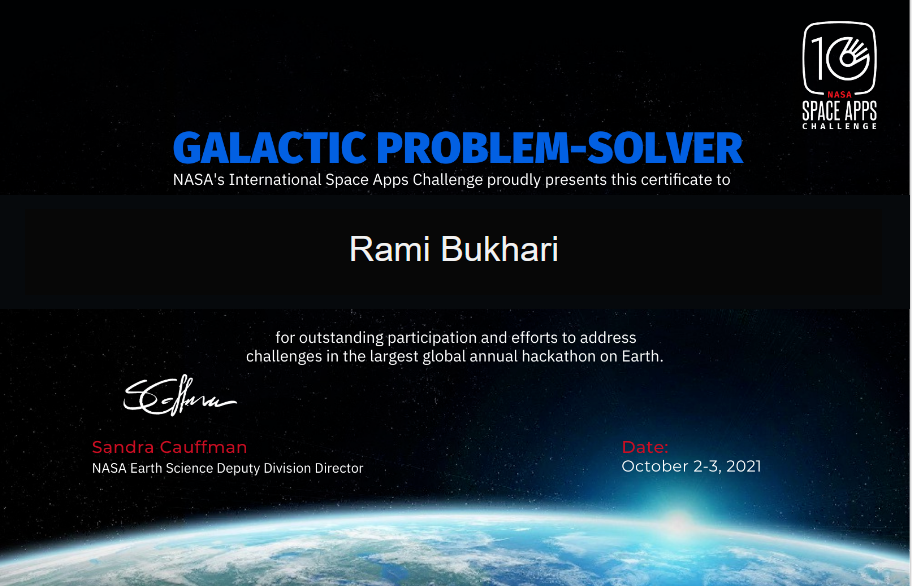 10
NASA
SPACE APPS
CHALLENGE
GALACTIC PROBLEM-SOLVER
NASA's International Space Apps Challenge proudly presents this certificate to
Rami Bukhari
for outstanding participation and efforts to address
challenges in the largest global annual hackathon on Earth.
Sandra Cauffman
NASA Earth Science Deputy Division Director
Date:
October 2-3, 2021